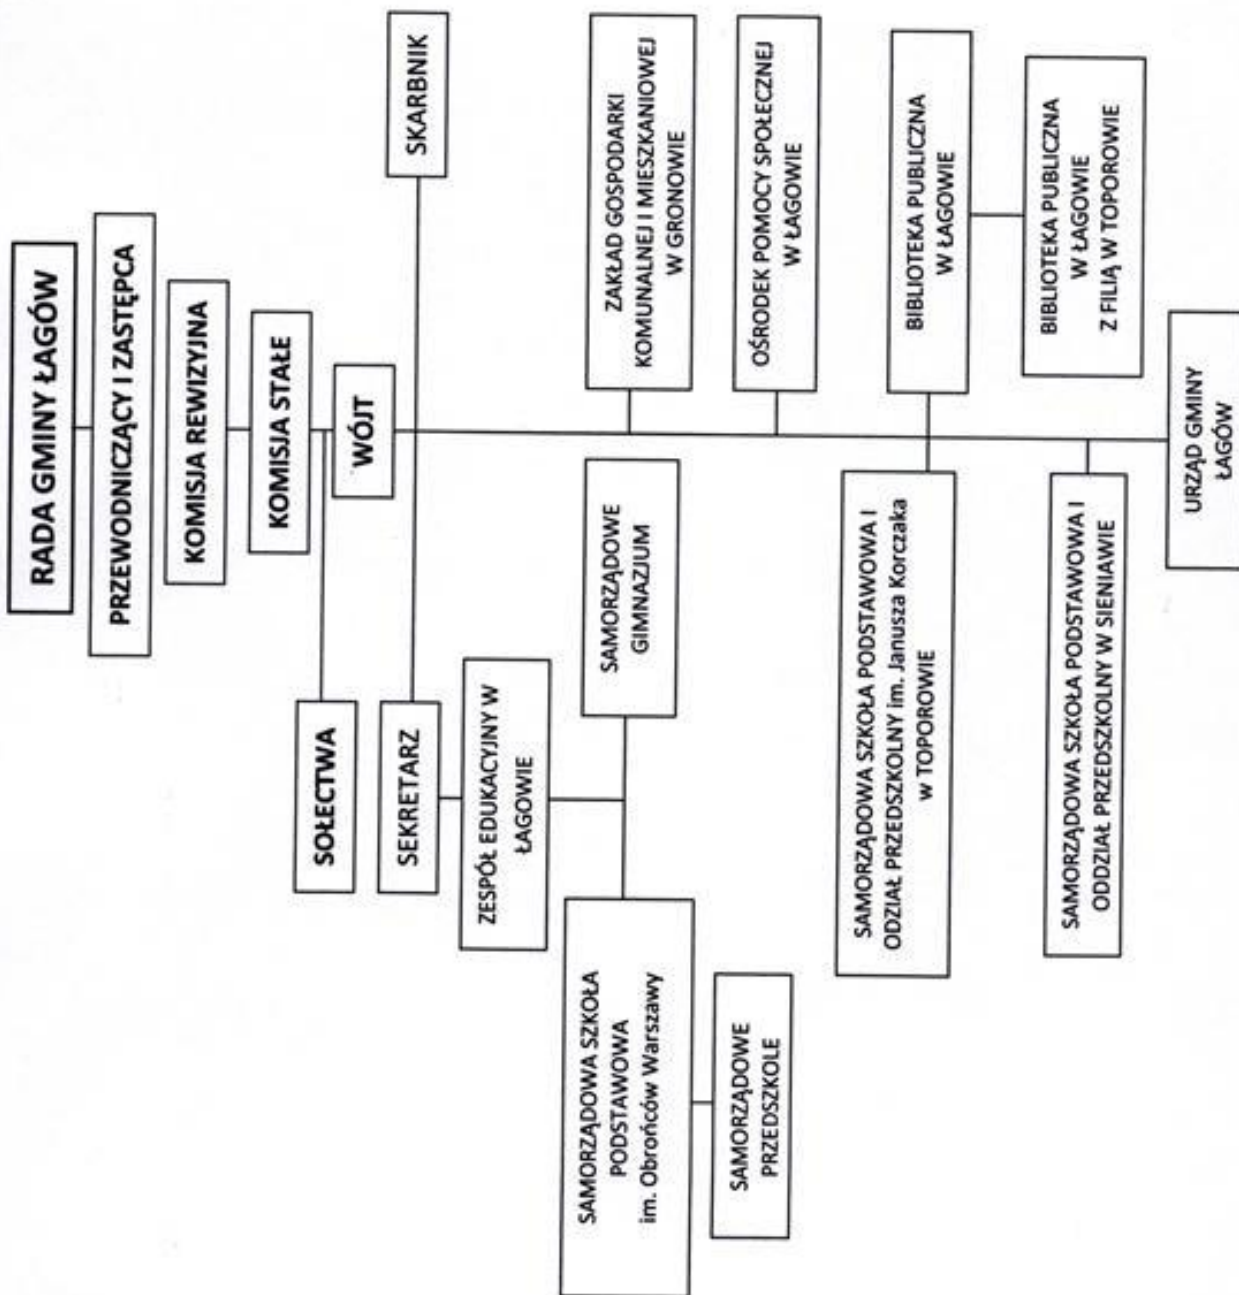 RADA GMINY ŁAGÓW
PRZEWODNICZĄCY I ZASTĘPCA
KOMISJA REWIZYJNA
KOMISJA STAŁE
WÓJT
SOŁECTWA
SEKRETARZ
SKARBNIK
ZESPÓŁ EDUKACYJNY W
ŁAGOWIE
SAMORZĄDOWA SZKOŁA
PODSTAWOWA
im. Obrońców Warszawy
SAMORZĄDOWE
GIMNAZJUM
ZAKŁAD GOSPODARKI
KOMUNALNEJ I MIESZKANIOWEJ
W GRONOWIE
SAMORZĄDOWE
PRZEDSZKOLE
OŚRODEK POMOCY SPOŁECZNEJ
W ŁAGOWIE
SAMORZĄDOWA SZKOŁA PODSTAWOWA I
ODZIAŁ PRZEDSZKOLNY im. Janusza Korczaka
w TOPOROWIE
BIBLIOTEKA PUBLICZNA
W ŁAGOWIE
BIBLIOTEKA PUBLICZNA
W ŁAGOWIE
Z FILIĄ W TOPOROWIE
SAMORZĄDOWA SZKOŁA PODSTAWOWA I
ODDZIAŁ PRZEDSZKOLNY W SIENIAWIE
URZĄD GMINY
ŁAGÓW